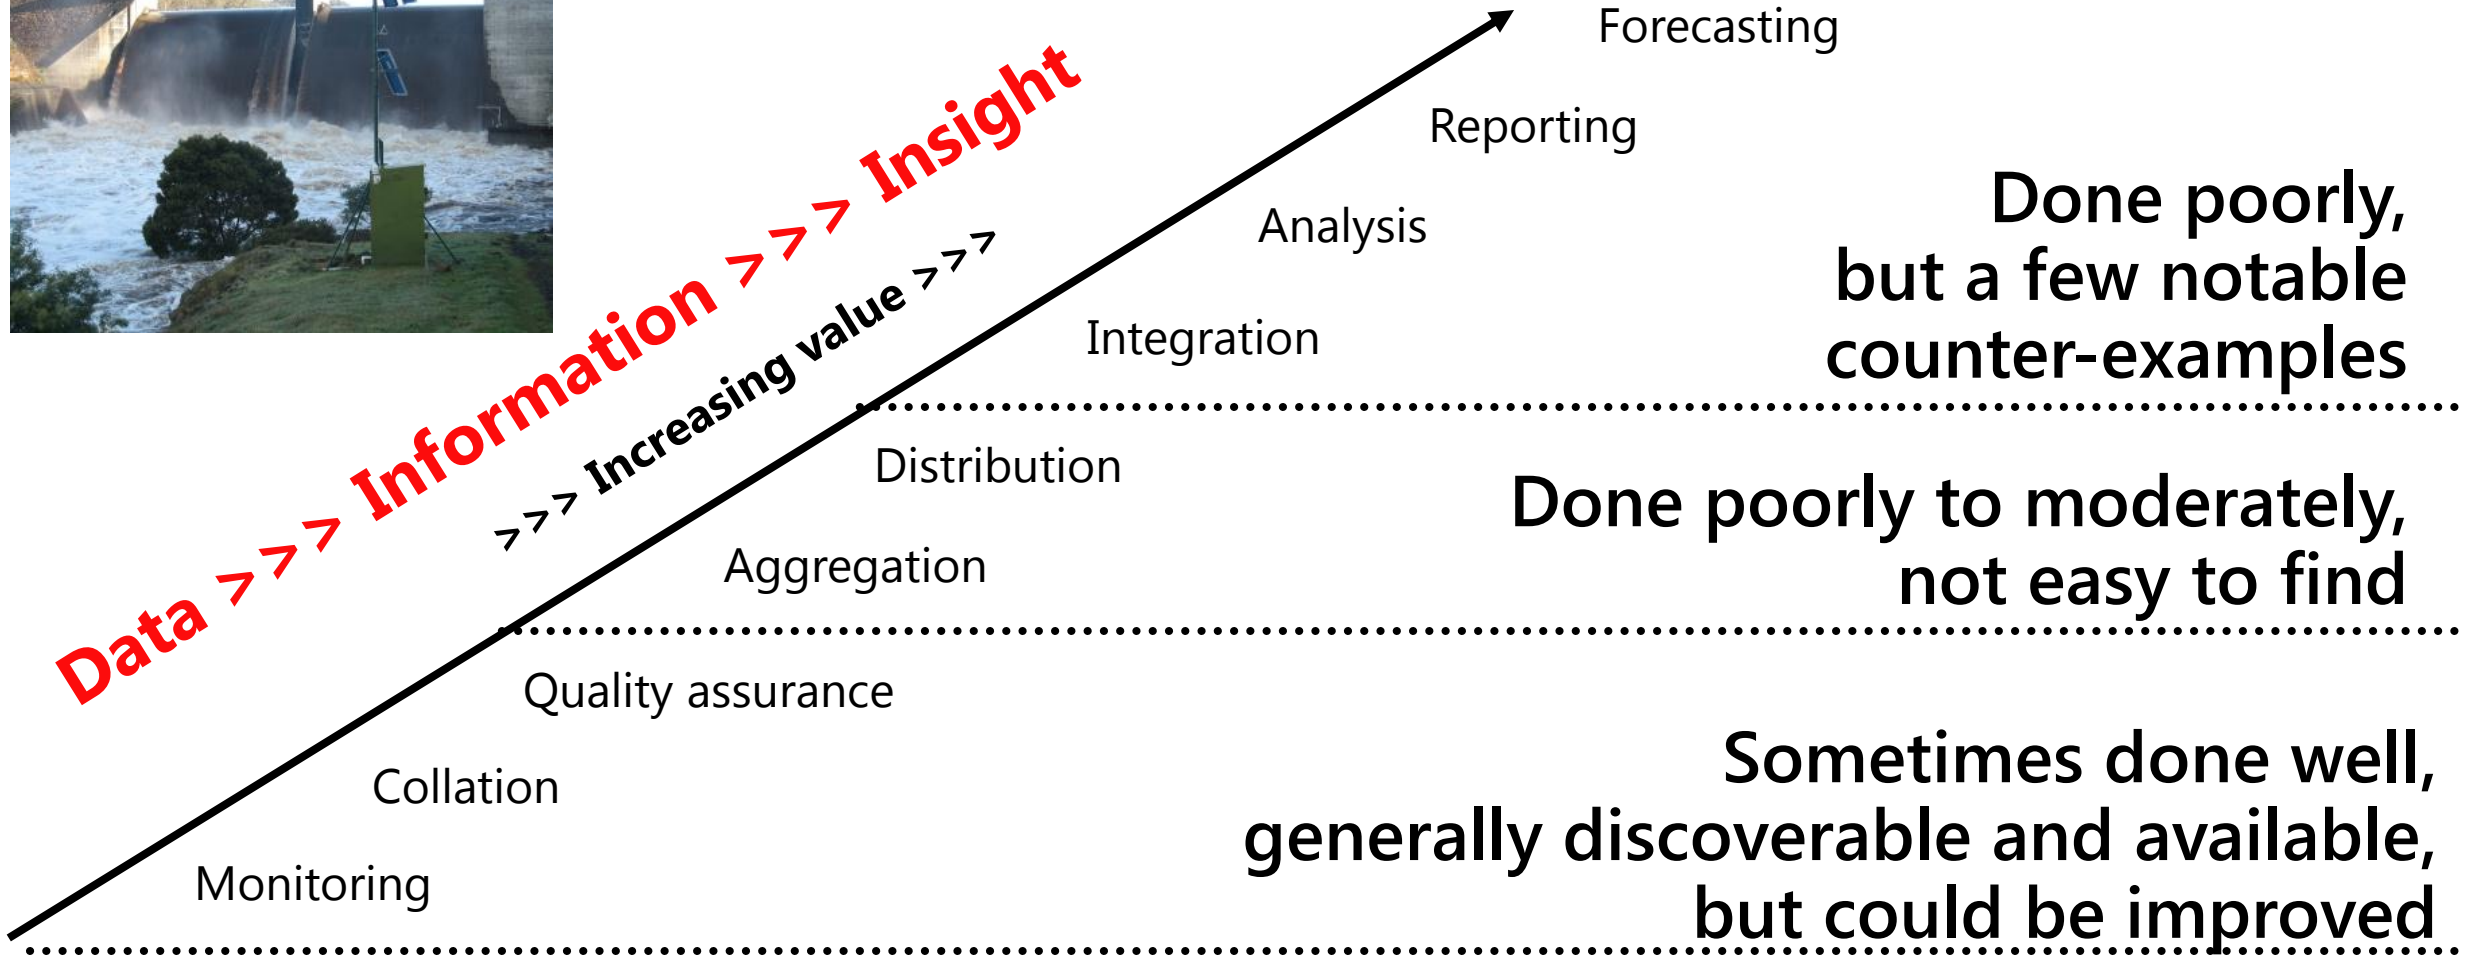 Forecasting
Reporting
Analysis
Integration
Distribution
Aggregation
Quality assurance
Collation
Monitoring
Data >>> Information >>> Insight
>>> Increasing value >>>
Done poorly,
but a few notable
counter-examples
Done poorly to moderately,
not easy to find
Sometimes done well,
generally discoverable and available,
but could be improved